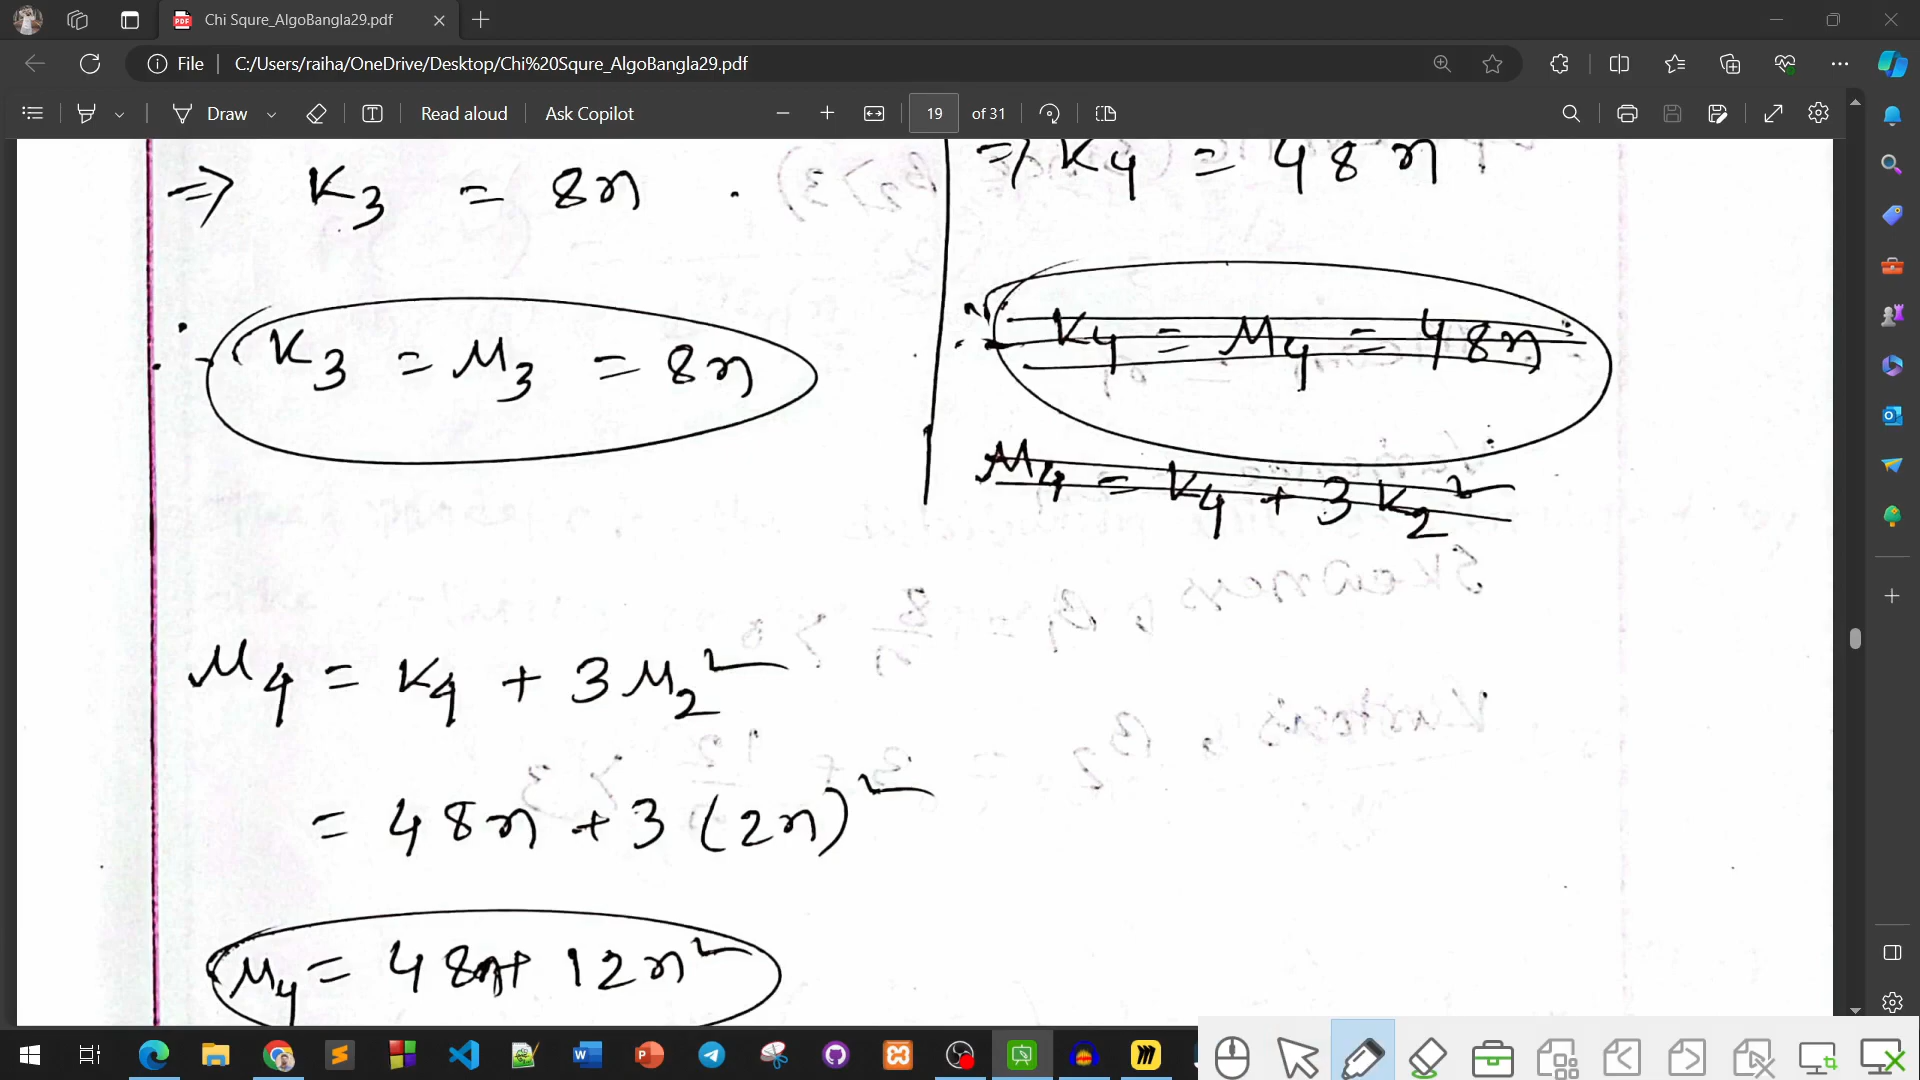 Chi Squre_AlgoBangla29.pdf
File
C:/Users/raiha/OneDrive/Desktop/Chi%20Squre_AlgoBangla29.pdf
Draw
Read aloud
Ask Copilot
19 of 31
=> K3 = 8n .
=> K4 = 48n
∴ K3 = M3 = 8n
∴ K4 = M4 = 48n
M4 = K4 + 3K2²
M4 = K4 + 3M2²
= 48n + 3(2n)²
M4 = 48n + 12n²